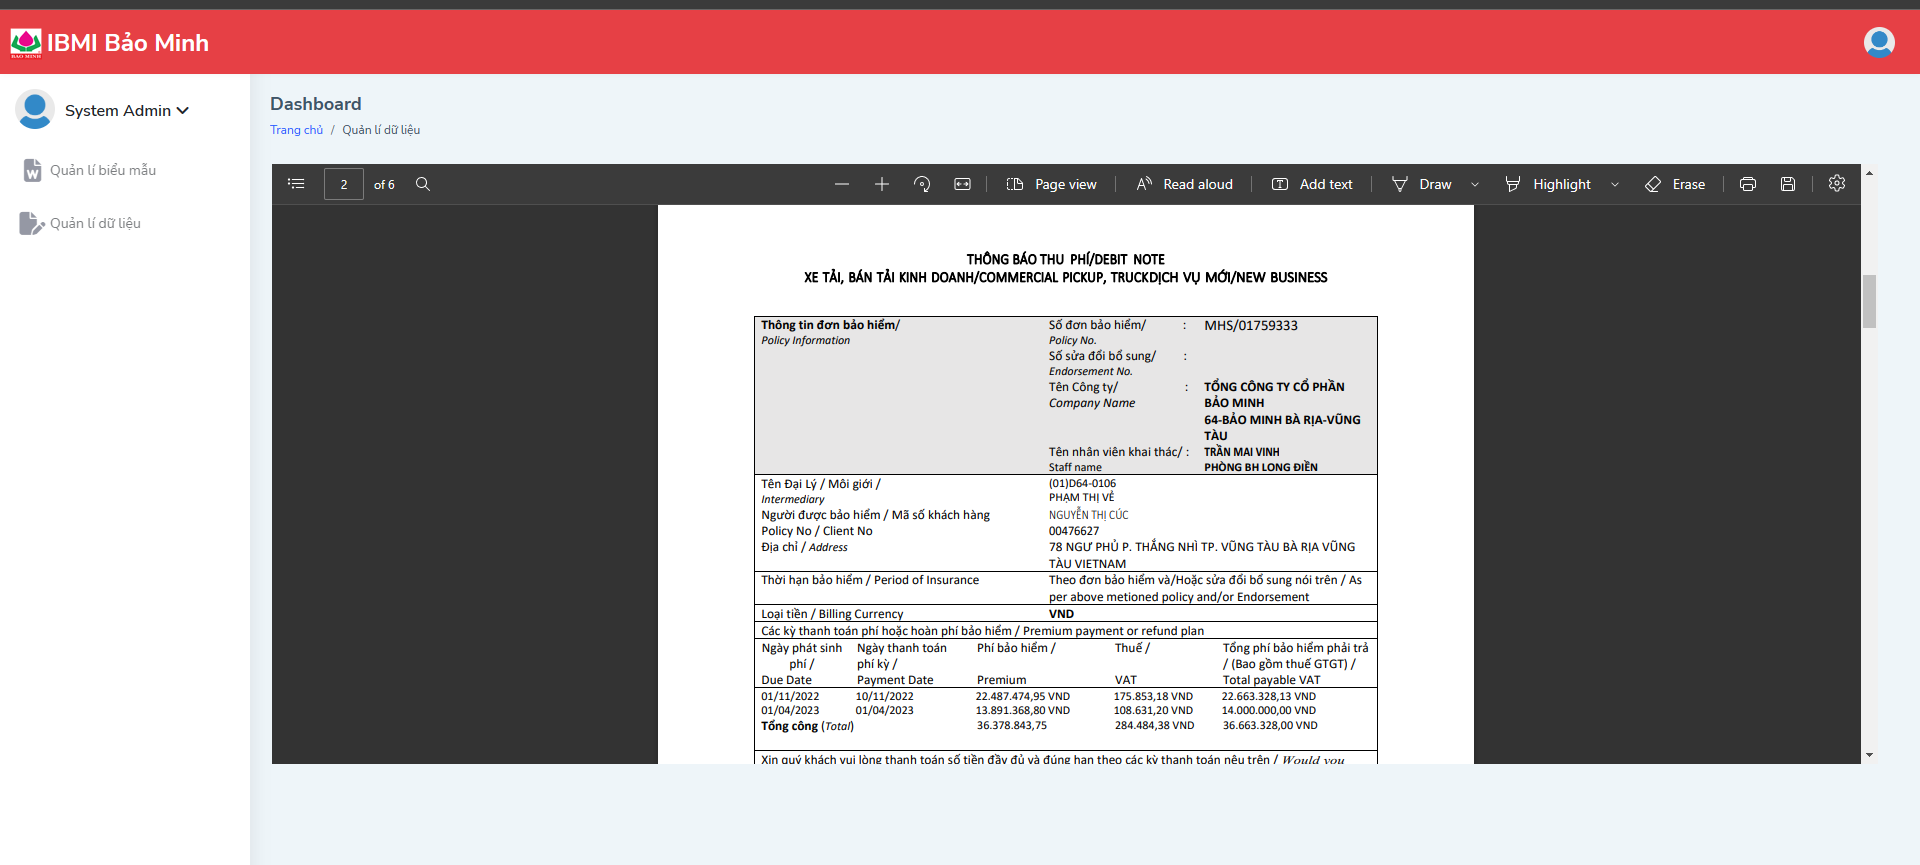 BAO MINH
IBMI Bảo Minh
System Admin
Quản lí biểu mẫu
Quản lí dữ liệu
Dashboard
Trang chủ / Quản lí dữ liệu
2 of 6 Page view Read aloud Add text Draw Highlight Erase
THÔNG BÁO THU PHÍ/DEBIT NOTE
XE TẢI, BÁN TẢI KINH DOANH/COMMERCIAL PICKUP, TRUCKDỊCH VỤ MỚI/NEW BUSINESS
Thông tin đơn bảo hiểm/ Số đơn bảo hiểm/ : MHS/01759333
Policy Information Policy No.
Số sửa đổi bổ sung/ :
Endorsement No.
Tên Công ty/ : TỔNG CÔNG TY CỔ PHẦN
Company Name BẢO MINH
64-BẢO MINH BÀ RỊA-VŨNG
TÀU
Tên nhân viên khai thác/ : TRẦN MAI VINH
Staff name PHÒNG BH LONG ĐIỀN
Tên Đại Lý / Môi giới / (01)D64-0106
Intermediary PHẠM THỊ VẺ
Người được bảo hiểm / Mã số khách hàng NGUYỄN THỊ CÚC
Policy No / Client No 00476627
Địa chỉ / Address 78 NGƯ PHỦ P. THẮNG NHÌ TP. VŨNG TÀU BÀ RỊA VŨNG
TÀU VIETNAM
Thời hạn bảo hiểm / Period of Insurance Theo đơn bảo hiểm và/Hoặc sửa đổi bổ sung nói trên / As
per above metioned policy and/or Endorsement
Loại tiền / Billing Currency VND
Các kỳ thanh toán phí hoặc hoàn phí bảo hiểm / Premium payment or refund plan
Ngày phát sinh Ngày thanh toán Phí bảo hiểm / Thuế / Tổng phí bảo hiểm phải trả
phí / phí kỳ / / (Bao gồm thuế GTGT) /
Due Date Payment Date Premium VAT Total payable VAT
01/11/2022 10/11/2022 22.487.474,95 VND 175.853,18 VND 22.663.328,13 VND
01/04/2023 01/04/2023 13.891.368,80 VND 108.631,20 VND 14.000.000,00 VND
Tổng công (Total) 36.378.843,75 284.484,38 VND 36.663.328,00 VND
Xin quý khách vui lòng thanh toán số tiền đầy đủ và đúng hạn theo các kỳ thanh toán nêu trên / Would you